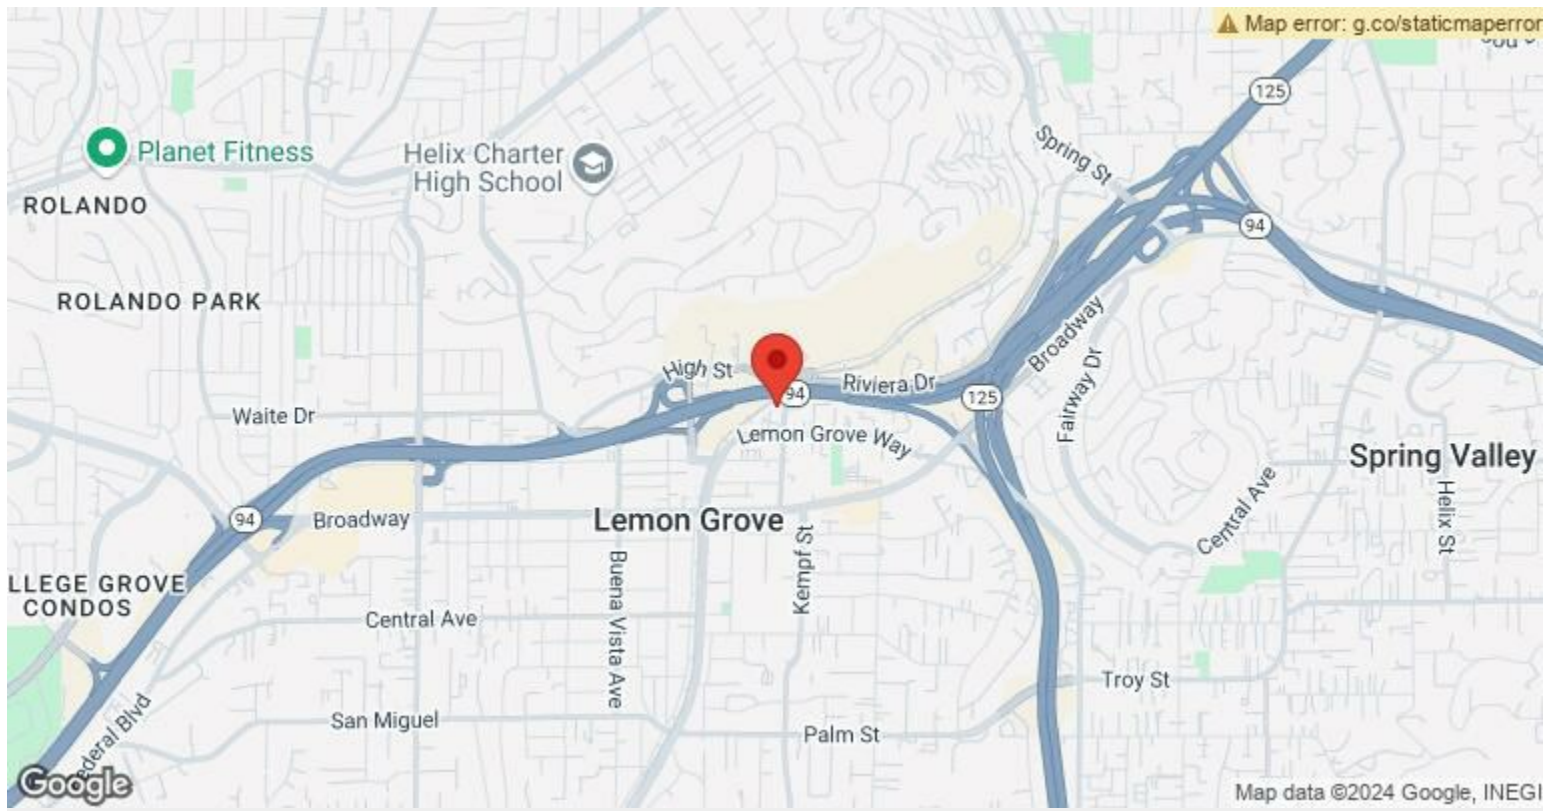 Map error: g.co/staticmaperror
125
Spring St
Planet Fitness
Helix Charter
High School
ROLANDO
94
ROLANDO PARK
High St
Riviera Dr
94
125
Broadway
Fairway Dr
Waite Dr
Lemon Grove Way
Spring Valley
Helix St
Central Ave
94
Broadway
Lemon Grove
Kempf St
Buena Vista Ave
LLEGE GROVE
CONDOS
Central Ave
Troy St
San Miguel
Palm St
ederal Blvd
Google
Map data ©2024 Google, INEGI